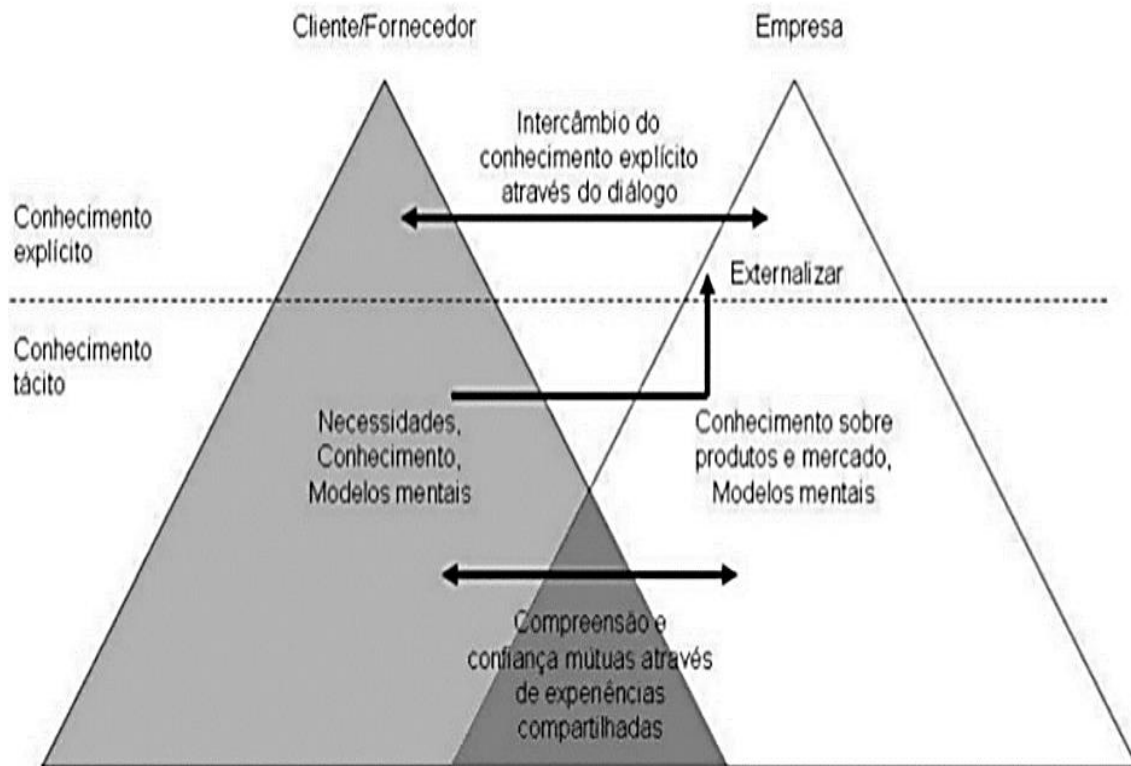 Cliente/Fornecedor
Empresa
Intercâmbio do
conhecimento explícito
através do diálogo
Conhecimento
explícito
Externalizar
Conhecimento
tácito
Necessidades,
Conhecimento,
Modelos mentais
Conhecimento sobre
produtos e mercado,
Modelos mentais
Compreensão e
confiança mútuas através
de experiências
compartilhadas